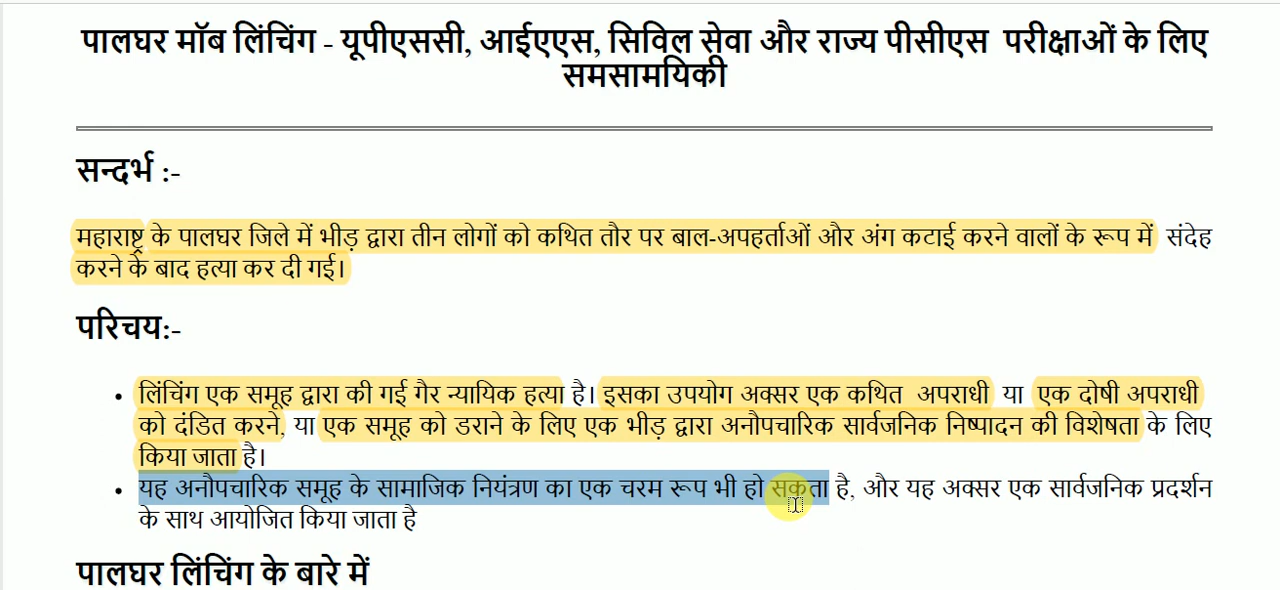 पालघर मॉब लिंचिंग - यूपीएससी, आईएएस, सिविल सेवा और राज्य पीसीएस परीक्षाओं के लिए
समसामयिकी
सन्दर्भ :-
महाराष्ट्र के पालघर जिले में भीड़ द्वारा तीन लोगों को कथित तौर पर बाल-अपहर्ताओं और अंग कटाई करने वालों के रूप में संदेह
करने के बाद हत्या कर दी गई।
परिचय:-
• लिंचिंग एक समूह द्वारा की गई गैर न्यायिक हत्या है। इसका उपयोग अक्सर एक कथित अपराधी या एक दोषी अपराधी
को दंडित करने, या एक समूह को डराने के लिए एक भीड़ द्वारा अनौपचारिक सार्वजनिक निष्पादन की विशेषता के लिए
किया जाता है।
• यह अनौपचारिक समूह के सामाजिक नियंत्रण का एक चरम रूप भी हो सकता है, और यह अक्सर एक सार्वजनिक प्रदर्शन
के साथ आयोजित किया जाता है
पालघर लिंचिंग के बारे में